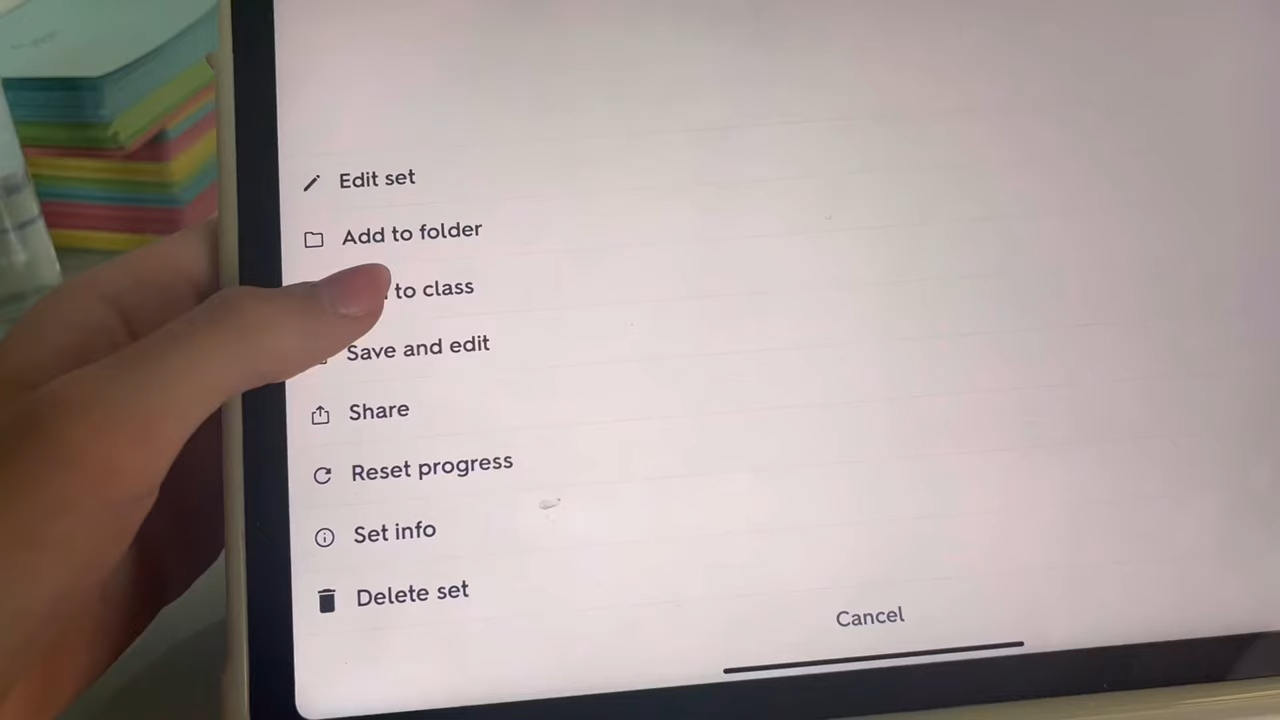 Edit set
Add to folder
to class
Save and edit
Share
Reset progress
Set info
Delete set
Cancel